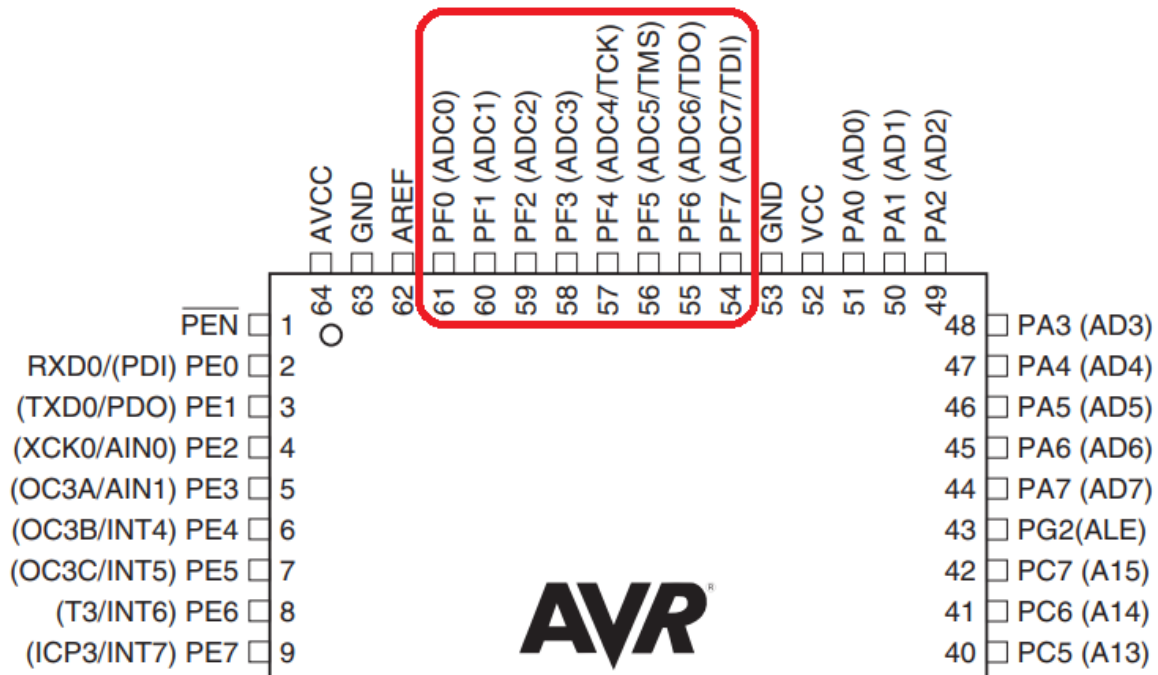 AVCC
GND
AREF
PF0 (ADC0)
PF1 (ADC1)
PF2 (ADC2)
PF3 (ADC3)
PF4 (ADC4/TCK)
PF5 (ADC5/TMS)
PF6 (ADC6/TDO)
PF7 (ADC7/TDI)
GND
VCC
PA0 (AD0)
PA1 (AD1)
PA2 (AD2)
64
63
62
61
60
59
58
57
56
55
54
53
52
51
50
49
PEN 1
RXD0/(PDI) PE0 2
(TXD0/PDO) PE1 3
(XCK0/AIN0) PE2 4
(OC3A/AIN1) PE3 5
(OC3B/INT4) PE4 6
(OC3C/INT5) PE5 7
(T3/INT6) PE6 8
(ICP3/INT7) PE7 9
48 PA3 (AD3)
47 PA4 (AD4)
46 PA5 (AD5)
45 PA6 (AD6)
44 PA7 (AD7)
43 PG2(ALE)
42 PC7 (A15)
41 PC6 (A14)
40 PC5 (A13)
AVR®